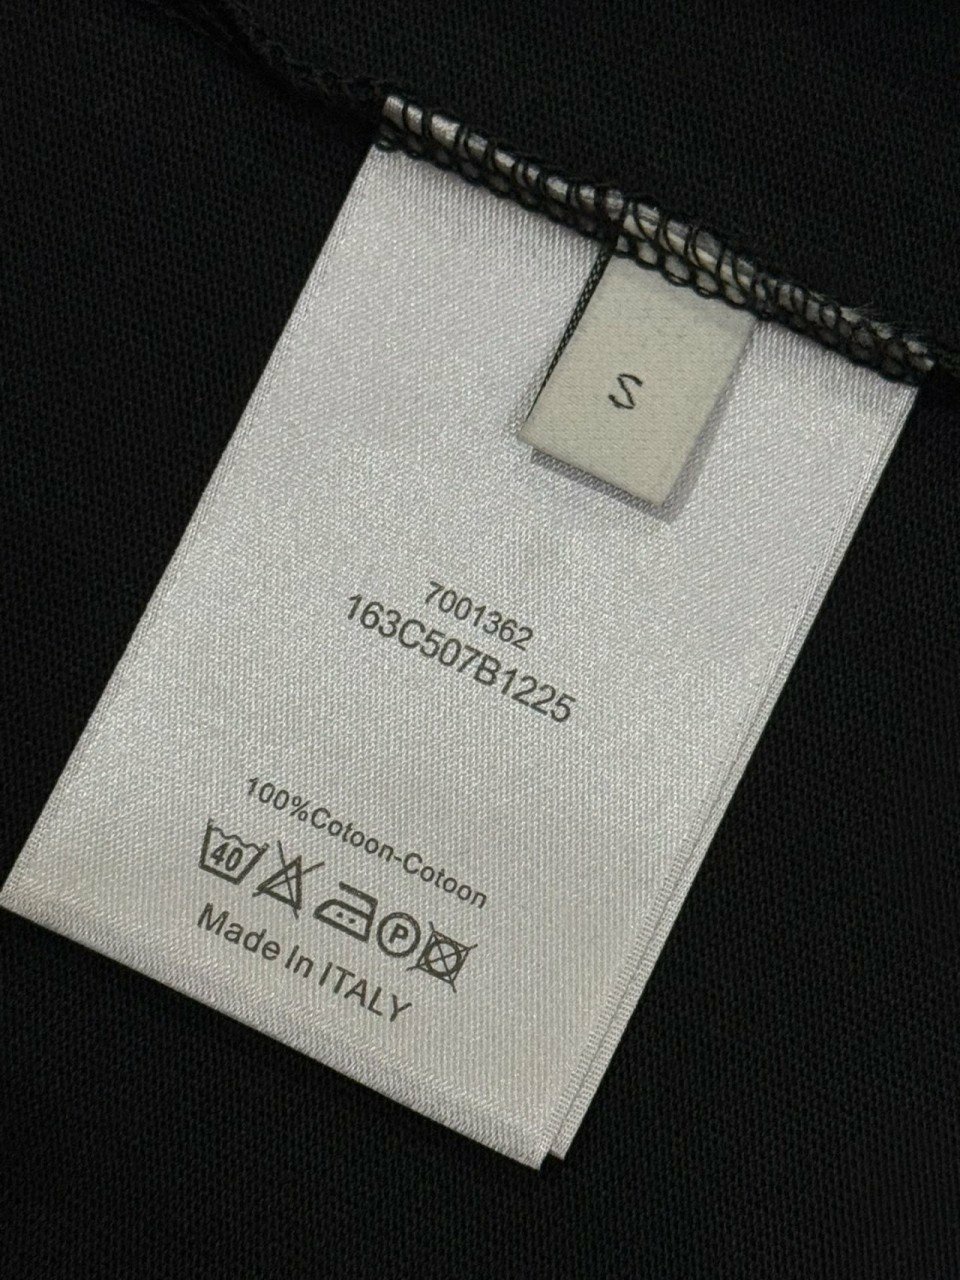 S
7001362
163C507B1225
100%Cotoon-Cotoon
40
P
Made In ITALY